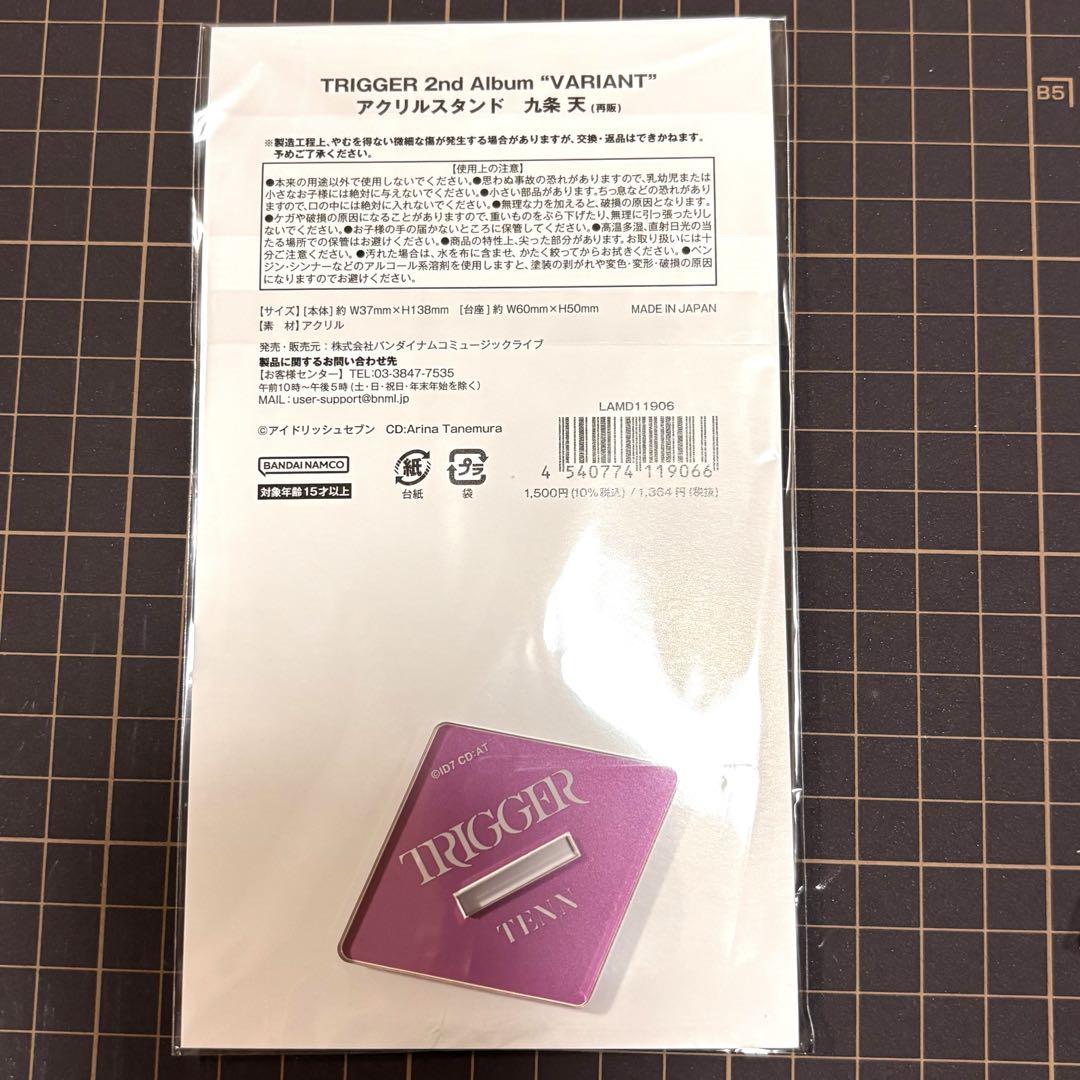 TRIGGER 2nd Album “VARIANT”
アクリルスタンド　九条 天 (再販)
※製造工程上、やむを得ない微細な傷が発生する場合がありますが、交換・返品はできかねます。
予めご了承ください。
【使用上の注意】
●本来の用途以外で使用しないでください。●思わぬ事故の恐れがありますので、乳幼児または
小さなお子様には絶対に与えないでください。●小さい部品があります。ちっ息などの恐れがあり
ますので、口の中には絶対に入れないでください。●無理な力を加えると、破損の原因となります。
●ケガや破損の原因になることがありますので、重いものをぶら下げたり、無理に引っ張ったりし
ないでください。●お子様の手の届かないところに保管してください。●高温多湿、直射日光の当
たる場所での保管はお避けください。●商品の特性上、尖った部分があります。お取り扱いには十
分ご注意ください。●汚れた場合は、水を布に含ませ、かたく絞ってからお拭きください。●ベン
ジン・シンナーなどのアルコール系溶剤を使用しますと、塗装の剥がれや変色・変形・破損の原因
になりますのでお避けください。
【サイズ】[本体] 約 W37mm×H138mm　[台座] 約 W60mm×H50mm　MADE IN JAPAN
【素　材】アクリル
発売・販売元：株式会社バンダイナムコミュージックライブ
製品に関するお問い合わせ先
【お客様センター】TEL:03-3847-7535
午前10時～午後5時 (土・日・祝日・年末年始を除く)
MAIL：user-support@bnml.jp
©アイドリッシュセブン　CD:Arina Tanemura
LAMD11906
4 540774 119066
1,500円 (10%税込) / 1,364円 (税抜)
BANDAI NAMCO
対象年齢15才以上
紙
台紙
プラ
袋
©ID7 CD:AT
TRIGGER
TENN
B5